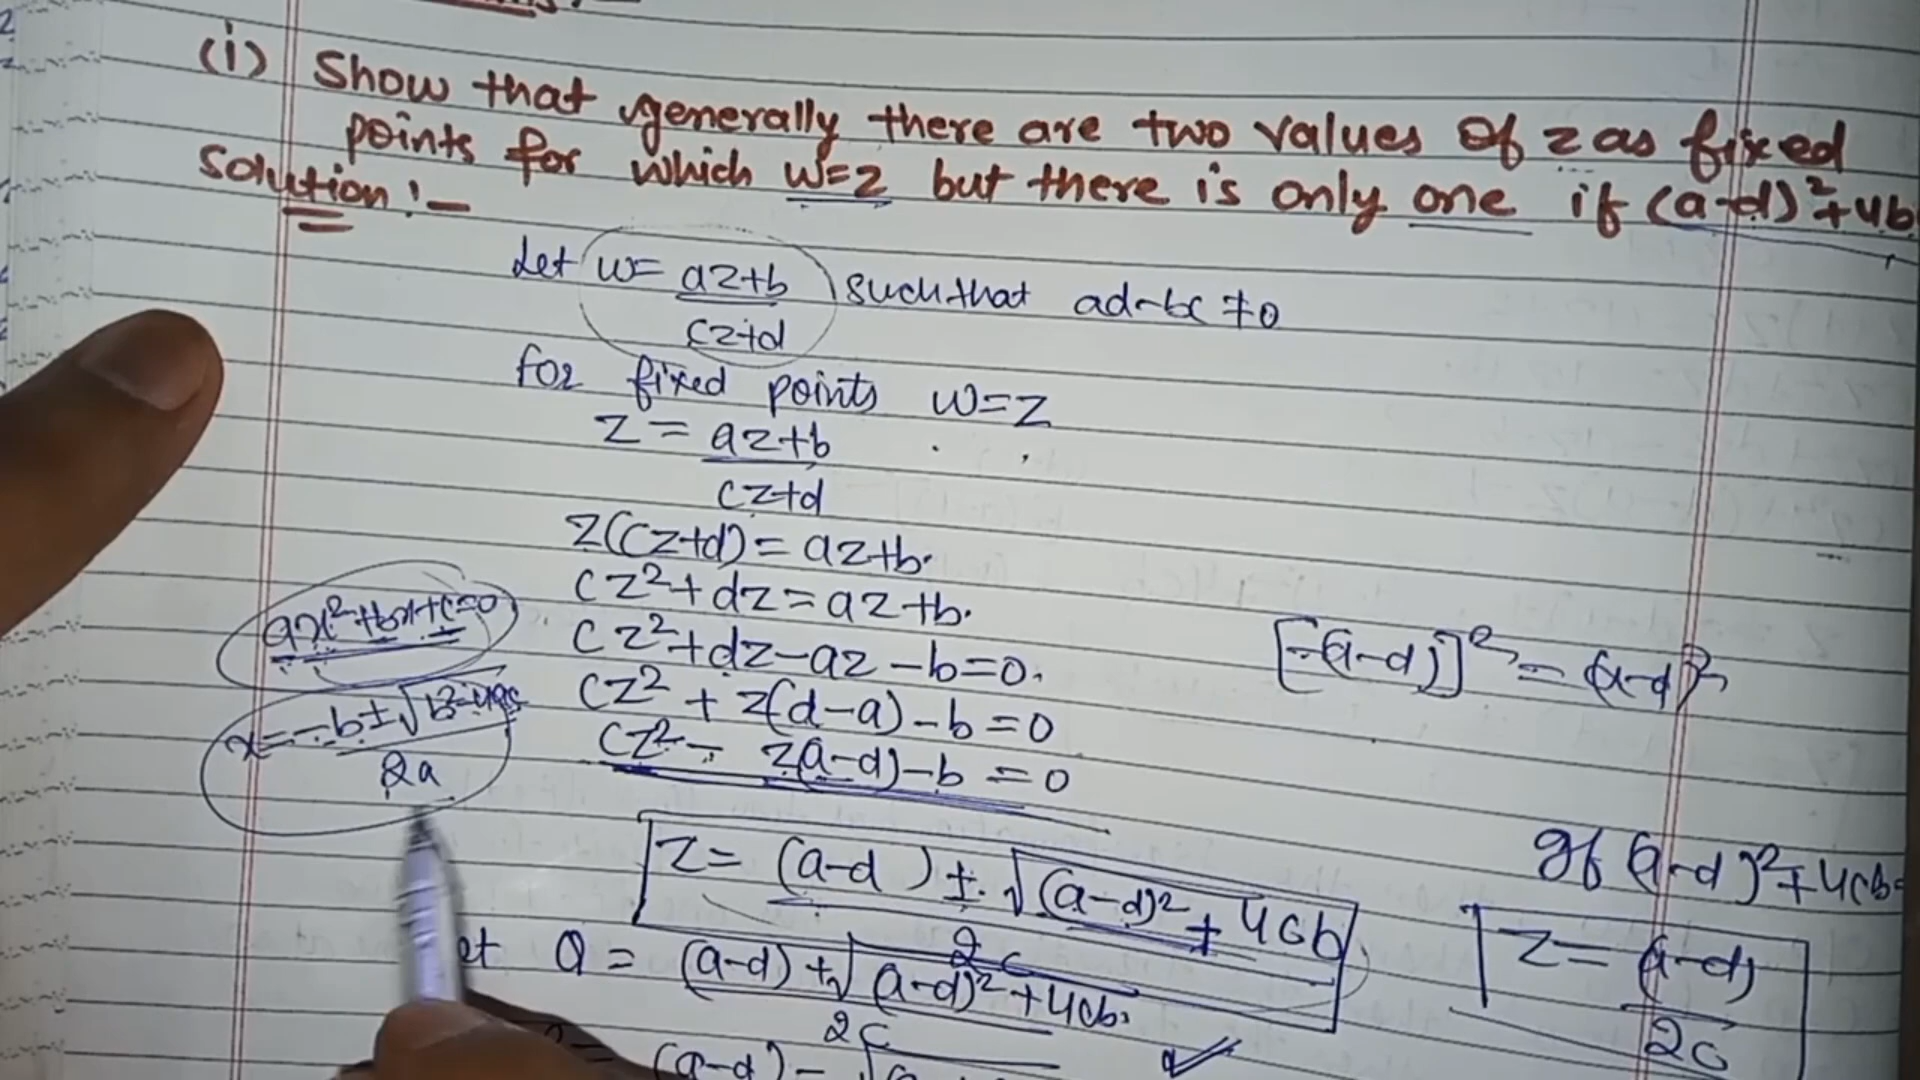 (i) Show that generally there are two values of z as fixed
points for which w=z but there is only one if (a-d)²+4b
Solution:-
Let w= az+b such that ad-bc ≠0
cz+d
for fixed points w=z
z = az+b
cz+d
z(cz+d)= az+b.
cz²+dz=az+b.
cz²+dz-az-b=0.
cz² + z(d-a)-b=0
cz²- z(a-d)-b =0
ax²+bx+c=0
x=-b±√b²-4ac
2a
[-(a-d)]² = (a-d)²
z= (a-d)±√(a-d)²+4cb
2c
If (a-d)²+4cb=
z= (a-d)
2c
et Q = (a-d)+√(a-d)²+4cb.
2c
(a-d)-√